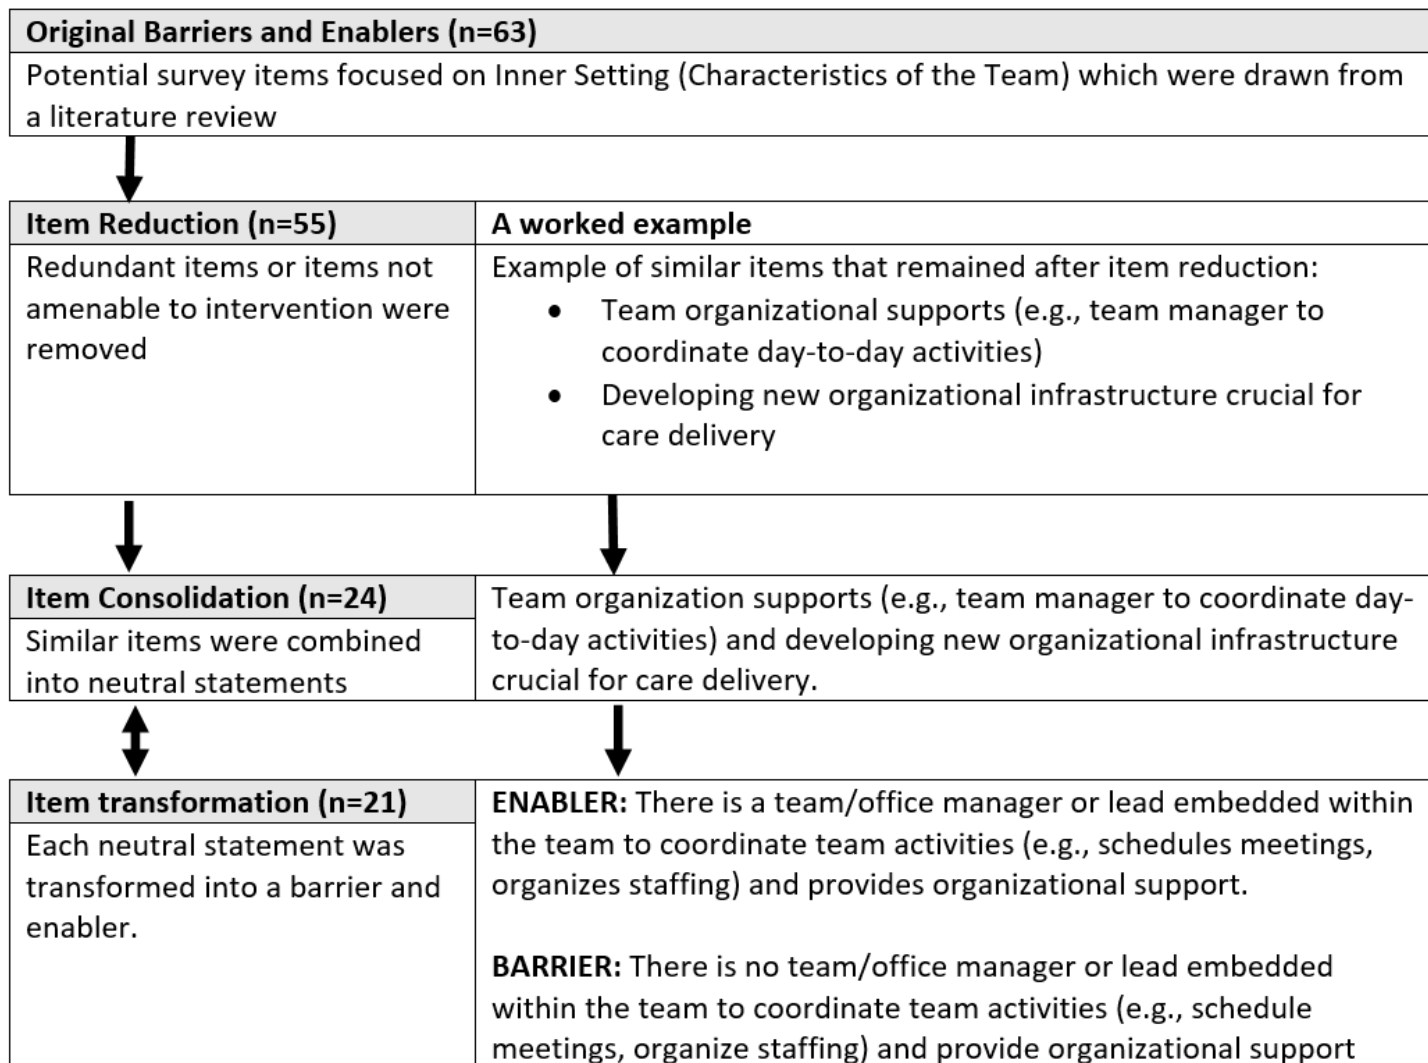 Original Barriers and Enablers (n=63)
Potential survey items focused on Inner Setting (Characteristics of the Team) which were drawn from
a literature review
Item Reduction (n=55)
Redundant items or items not
amenable to intervention were
removed
A worked example
Example of similar items that remained after item reduction:
• Team organizational supports (e.g., team manager to
coordinate day-to-day activities)
• Developing new organizational infrastructure crucial for
care delivery
Item Consolidation (n=24)
Similar items were combined
into neutral statements
Team organization supports (e.g., team manager to coordinate day-
to-day activities) and developing new organizational infrastructure
crucial for care delivery.
Item transformation (n=21)
Each neutral statement was
transformed into a barrier and
enabler.
ENABLER: There is a team/office manager or lead embedded within
the team to coordinate team activities (e.g., schedules meetings,
organizes staffing) and provides organizational support.
BARRIER: There is no team/office manager or lead embedded
within the team to coordinate team activities (e.g., schedule
meetings, organize staffing) and provide organizational support